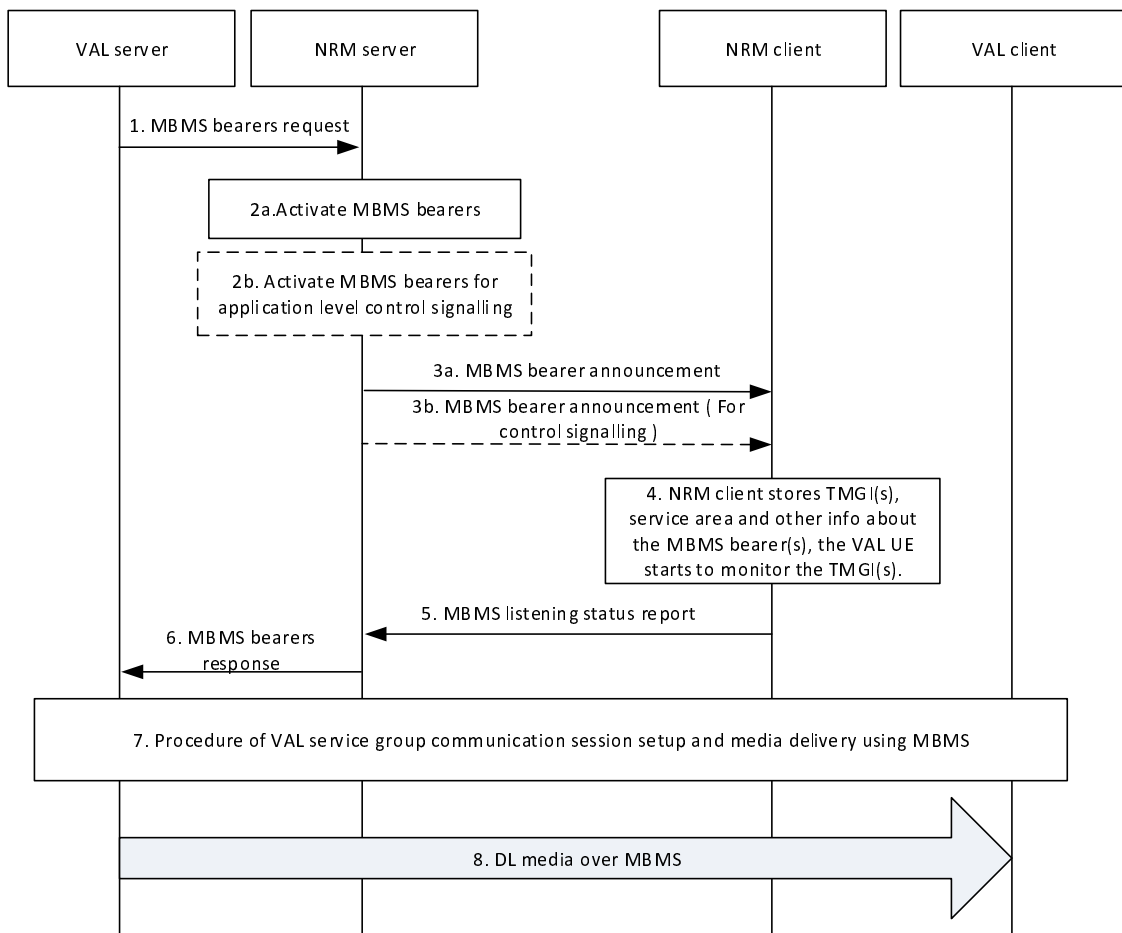 VAL server
NRM server
NRM client
VAL client
1. MBMS bearers request
2a.Activate MBMS bearers
2b. Activate MBMS bearers for
application level control signalling
3a. MBMS bearer announcement
3b. MBMS bearer announcement ( For
control signalling )
4. NRM client stores TMGI(s),
service area and other info about
the MBMS bearer(s), the VAL UE
starts to monitor the TMGI(s).
5. MBMS listening status report
6. MBMS bearers
response
7. Procedure of VAL service group communication session setup and media delivery using MBMS
8. DL media over MBMS